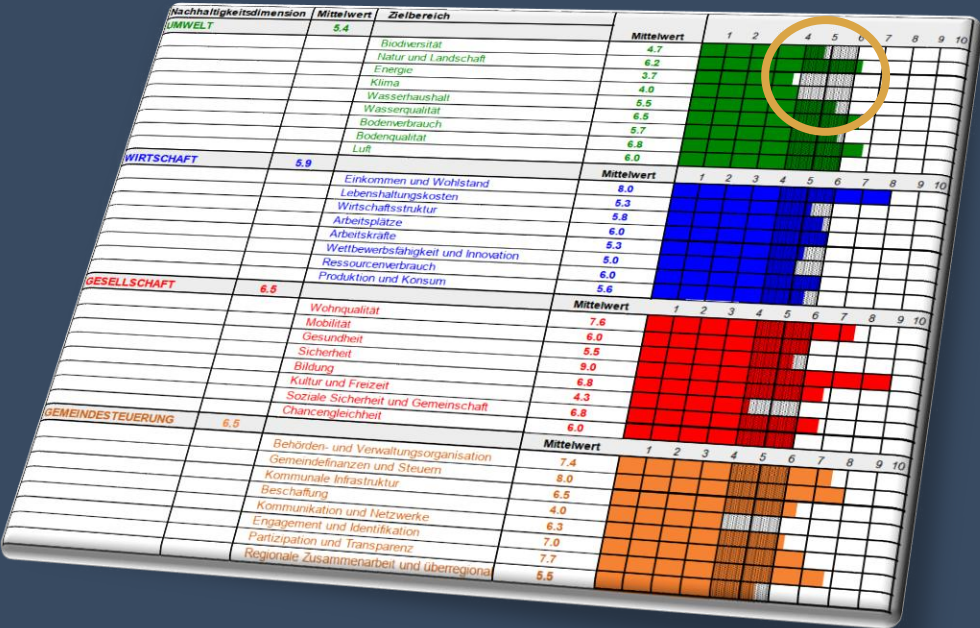 Nachhaltigkeitsdimension Mittelwert Zielbereich
UMWELT 5.4 Mittelwert 1 2 4 5 6 7 8 9 10
Biodiversität 4.7
Natur und Landschaft 6.2
Energie 3.7
Klima 4.0
Wasserhaushalt 5.5
Wasserqualität 6.5
Bodenverbrauch 5.7
Bodenqualität 6.8
Luft 6.0
WIRTSCHAFT 5.9 Mittelwert 1 2 3 4 5 6 7 8 9 10
Einkommen und Wohlstand 8.0
Lebenshaltungskosten 5.3
Wirtschaftsstruktur 5.8
Arbeitsplätze 6.0
Arbeitskräfte 5.3
Wettbewerbsfähigkeit und Innovation 5.0
Ressourcenverbrauch 6.0
Produktion und Konsum 5.6
GESELLSCHAFT 6.5 Mittelwert 1 2 3 4 5 6 7 8 9 10
Wohnqualität 7.6
Mobilität 6.0
Gesundheit 5.5
Sicherheit 9.0
Bildung 6.8
Kultur und Freizeit 4.3
Soziale Sicherheit und Gemeinschaft 6.8
Chancengleichheit 6.0
GEMEINDESTEUERUNG 6.5 Mittelwert 1 2 3 4 5 6 7 8 9 10
Behörden- und Verwaltungsorganisation 7.4
Gemeindefinanzen und Steuern 8.0
Kommunale Infrastruktur 6.5
Beschaffung 4.0
Kommunikation und Netzwerke 6.3
Engagement und Identifikation 7.0
Partizipation und Transparenz 7.7
Regionale Zusammenarbeit und überregiona 5.5